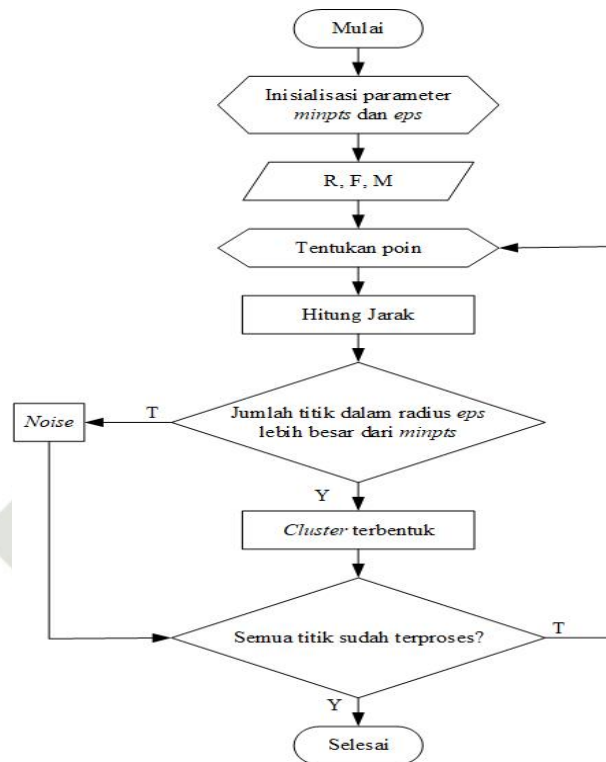 Mulai
Inisialisasi parameter
minpts dan eps
R, F, M
Tentukan poin
Hitung Jarak
Jumlah titik dalam radius eps
lebih besar dari minpts
T
Noise
Y
Cluster terbentuk
Semua titik sudah terproses?
T
Y
Selesai